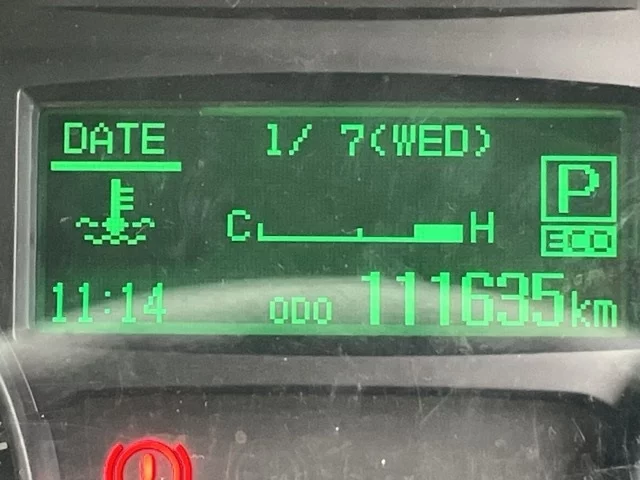 DATE 1/ 7(WED)
P
C H
ECO
11:14 ODO 111635km
!